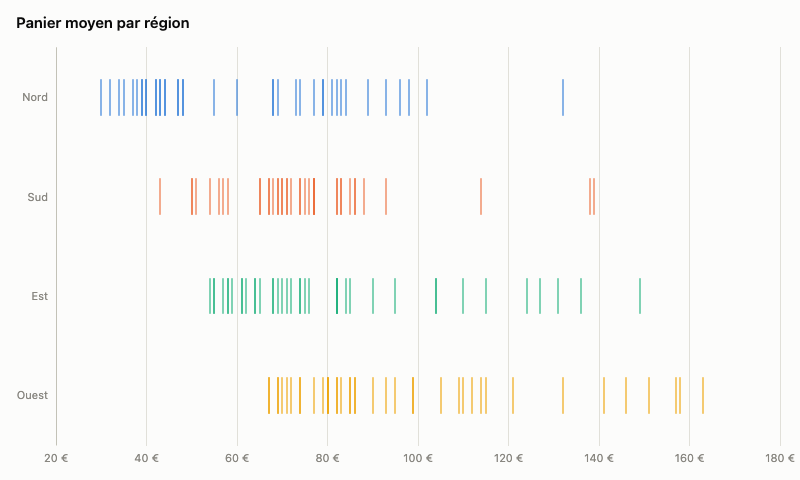 Panier moyen par région
Nord
Sud
Est
Ouest
20 € 40 € 60 € 80 € 100 € 120 € 140 € 160 € 180 €